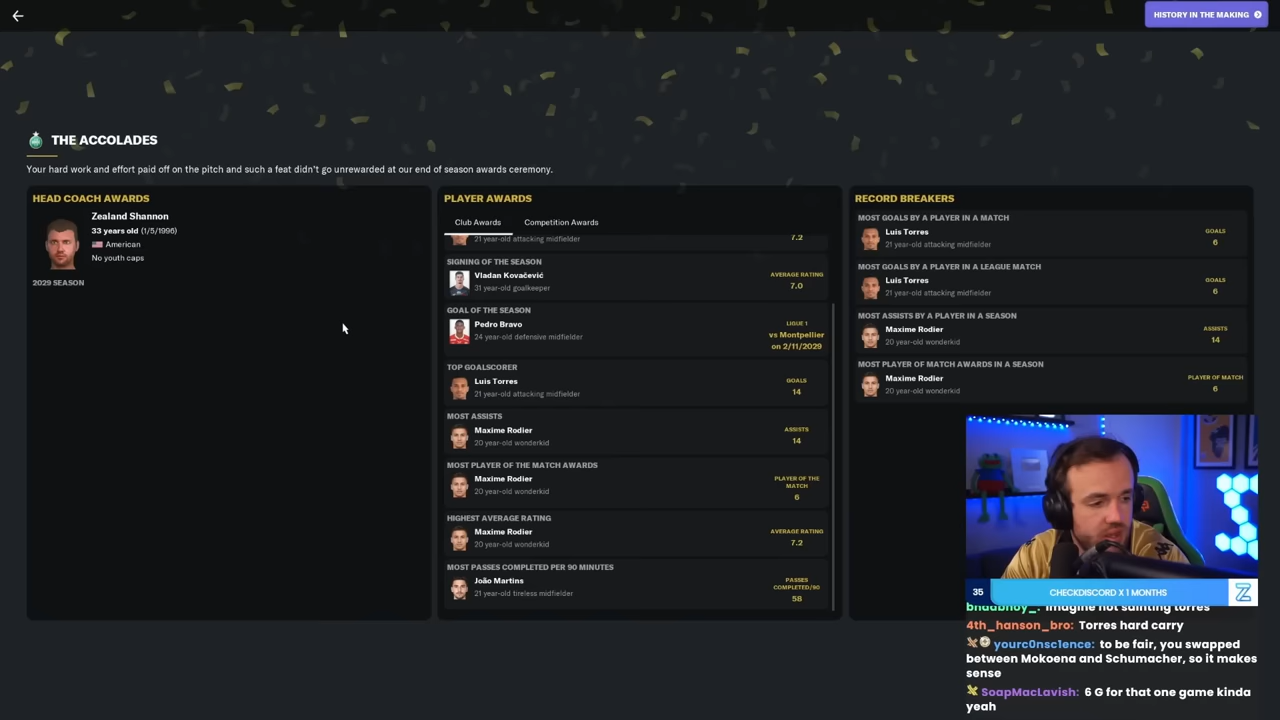 HISTORY IN THE MAKING
THE ACCOLADES
Your hard work and effort paid off on the pitch and such a feat didn't go unrewarded at our end of season awards ceremony.
HEAD COACH AWARDS
Zealand Shannon
33 years old (1/5/1996)
American
No youth caps
2029 SEASON
PLAYER AWARDS
Club Awards
Competition Awards
21 year-old attacking midfielder
7.2
SIGNING OF THE SEASON
Vladan Kovačević
31 year-old goalkeeper
AVERAGE RATING
7.0
GOAL OF THE SEASON
Pedro Bravo
24 year-old defensive midfielder
LIGUE 1
vs Montpellier
on 2/11/2029
TOP GOALSCORER
Luis Torres
21 year-old attacking midfielder
GOALS
14
MOST ASSISTS
Maxime Rodier
20 year-old wonderkid
ASSISTS
14
MOST PLAYER OF THE MATCH AWARDS
Maxime Rodier
20 year-old wonderkid
PLAYER OF THE
MATCH
6
HIGHEST AVERAGE RATING
Maxime Rodier
20 year-old wonderkid
AVERAGE RATING
7.2
MOST PASSES COMPLETED PER 90 MINUTES
João Martins
21 year-old tireless midfielder
PASSES
COMPLETED/90
58
RECORD BREAKERS
MOST GOALS BY A PLAYER IN A MATCH
Luis Torres
21 year-old attacking midfielder
GOALS
6
MOST GOALS BY A PLAYER IN A LEAGUE MATCH
Luis Torres
21 year-old attacking midfielder
GOALS
6
MOST ASSISTS BY A PLAYER IN A SEASON
Maxime Rodier
20 year-old wonderkid
ASSISTS
14
MOST PLAYER OF MATCH AWARDS IN A SEASON
Maxime Rodier
20 year-old wonderkid
PLAYER OF MATCH
6
35
CHECKDISCORD X 1 MONTHS
Z
imagine not sainting torres
4th_hanson_bro: Torres hard carry
yourc0nsc1ence: to be fair, you swapped
between Mokoena and Schumacher, so it makes
sense
SoapMacLavish: 6 G for that one game kinda
yeah